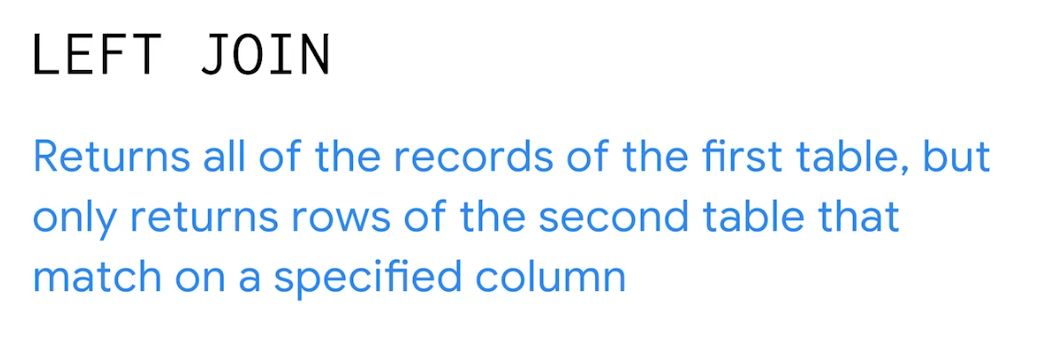 LEFT JOIN
Returns all of the records of the first table, but
only returns rows of the second table that
match on a specified column